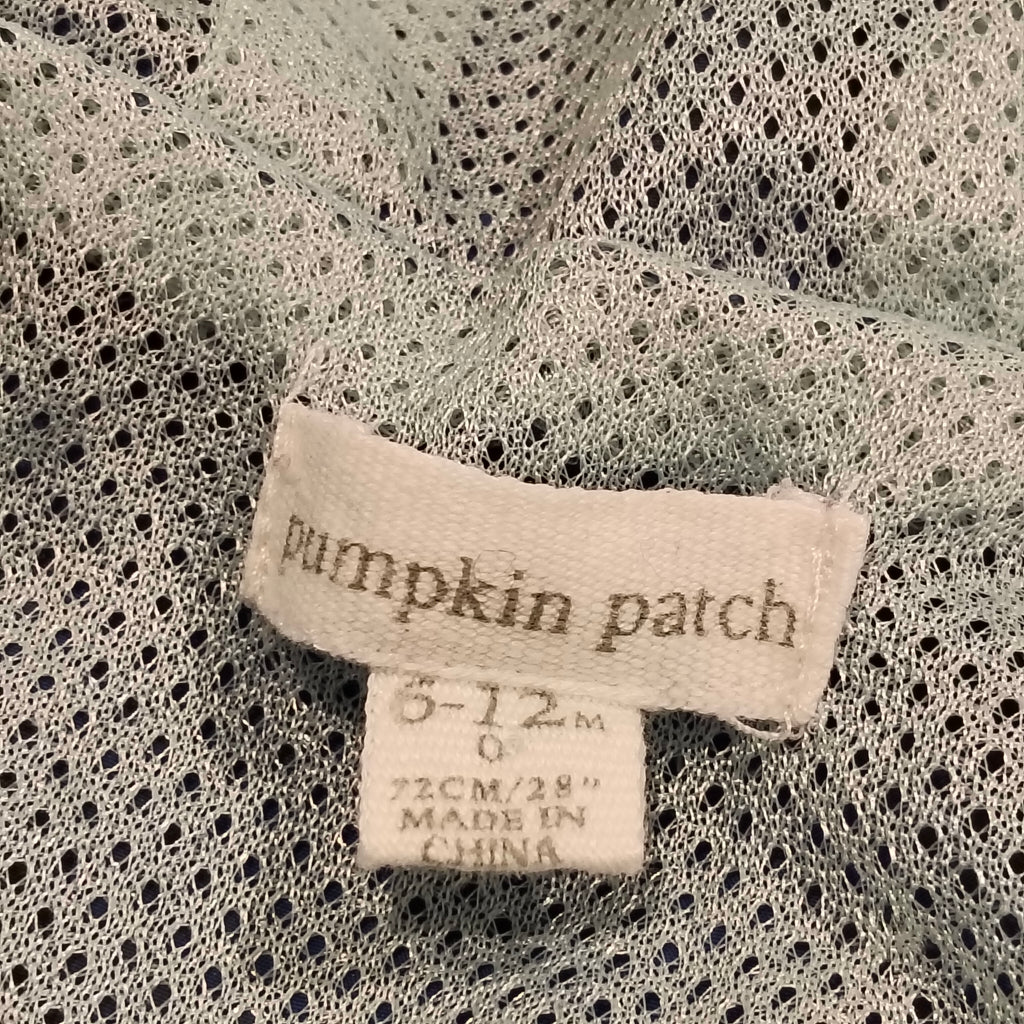 pumpkin patch
6-12M
0
72CM/28"
MADE IN
CHINA